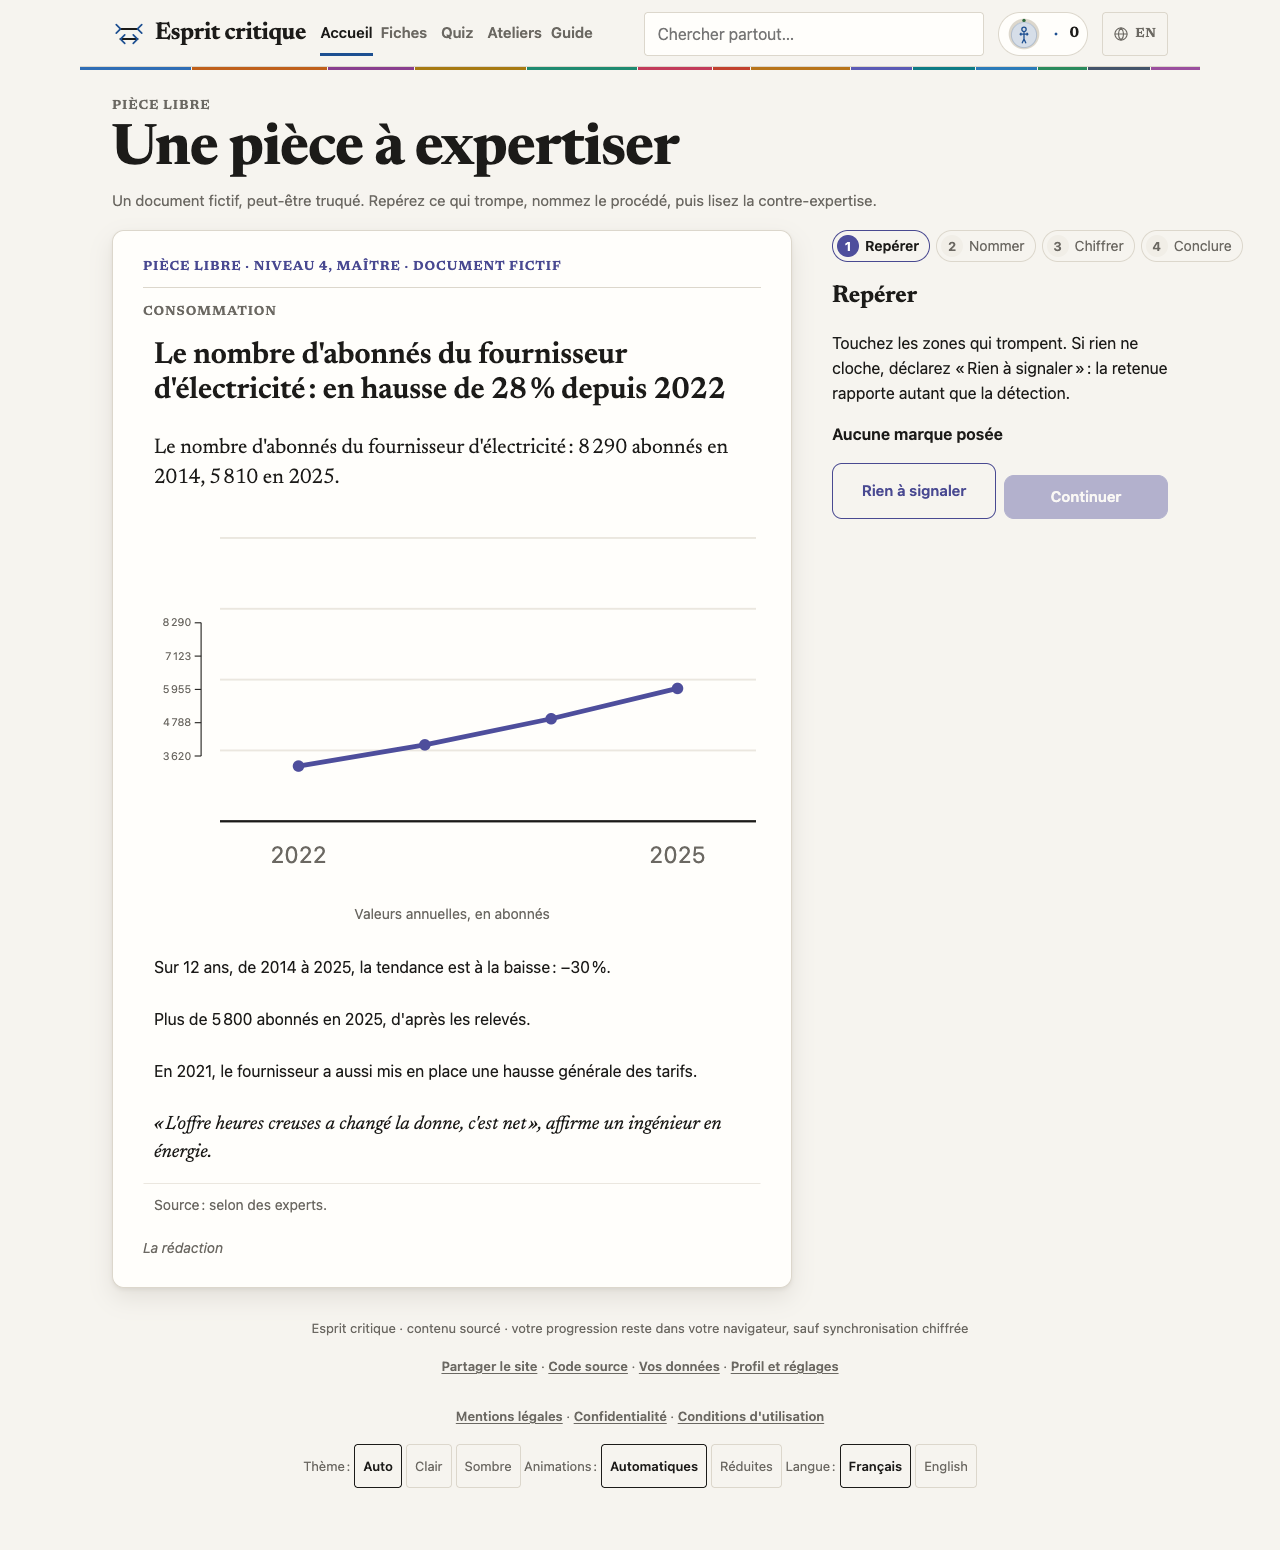 Esprit critique
Accueil Fiches Quiz Ateliers Guide
Chercher partout...
· 0
EN
PIÈCE LIBRE
Une pièce à expertiser
Un document fictif, peut-être truqué. Repérez ce qui trompe, nommez le procédé, puis lisez la contre-expertise.
PIÈCE LIBRE · NIVEAU 4, MAÎTRE · DOCUMENT FICTIF
CONSOMMATION
Le nombre d'abonnés du fournisseur
d'électricité : en hausse de 28 % depuis 2022
Le nombre d'abonnés du fournisseur d'électricité : 8 290 abonnés en
2014, 5 810 en 2025.
8 290
7 123
5 955
4 788
3 620
2022 2025
Valeurs annuelles, en abonnés
Sur 12 ans, de 2014 à 2025, la tendance est à la baisse : −30 %.
Plus de 5 800 abonnés en 2025, d'après les relevés.
En 2021, le fournisseur a aussi mis en place une hausse générale des tarifs.
« L'offre heures creuses a changé la donne, c'est net », affirme un ingénieur en
énergie.
Source : selon des experts.
La rédaction
1 Repérer 2 Nommer 3 Chiffrer 4 Conclure
Repérer
Touchez les zones qui trompent. Si rien ne
cloche, déclarez « Rien à signaler » : la retenue
rapporte autant que la détection.
Aucune marque posée
Rien à signaler Continuer
Esprit critique · contenu sourcé · votre progression reste dans votre navigateur, sauf synchronisation chiffrée
Partager le site · Code source · Vos données · Profil et réglages
Mentions légales · Confidentialité · Conditions d'utilisation
Thème : Auto Clair Sombre Animations : Automatiques Réduites Langue : Français English